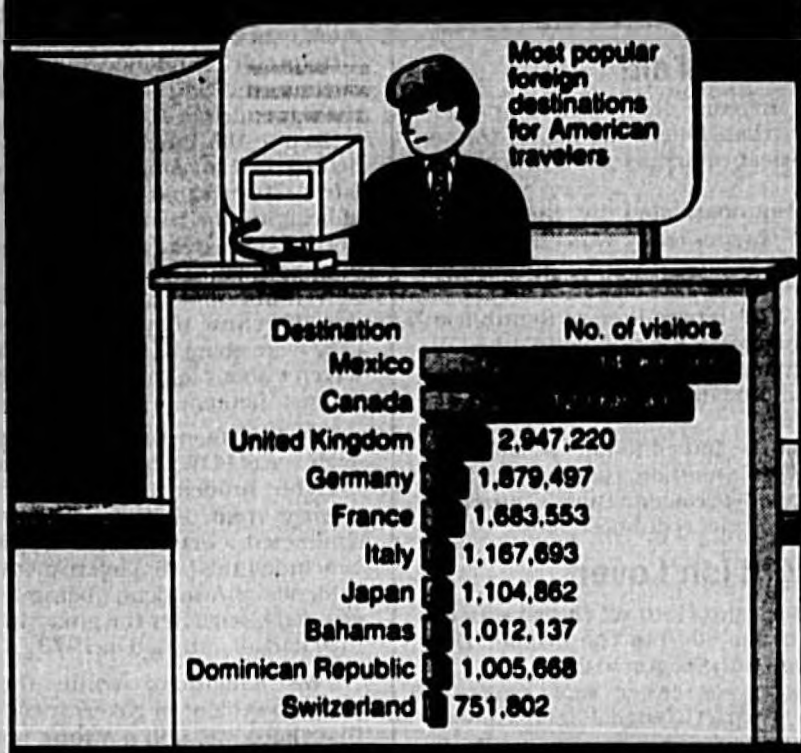 Most popular
foreign
destinations
for American
travelers
Destination No. of visitors
Mexico
Canada
United Kingdom 2,947,220
Germany 1,879,497
France 1,683,553
Italy 1,167,693
Japan 1,104,862
Bahamas 1,012,137
Dominican Republic 1,005,668
Switzerland 751,802